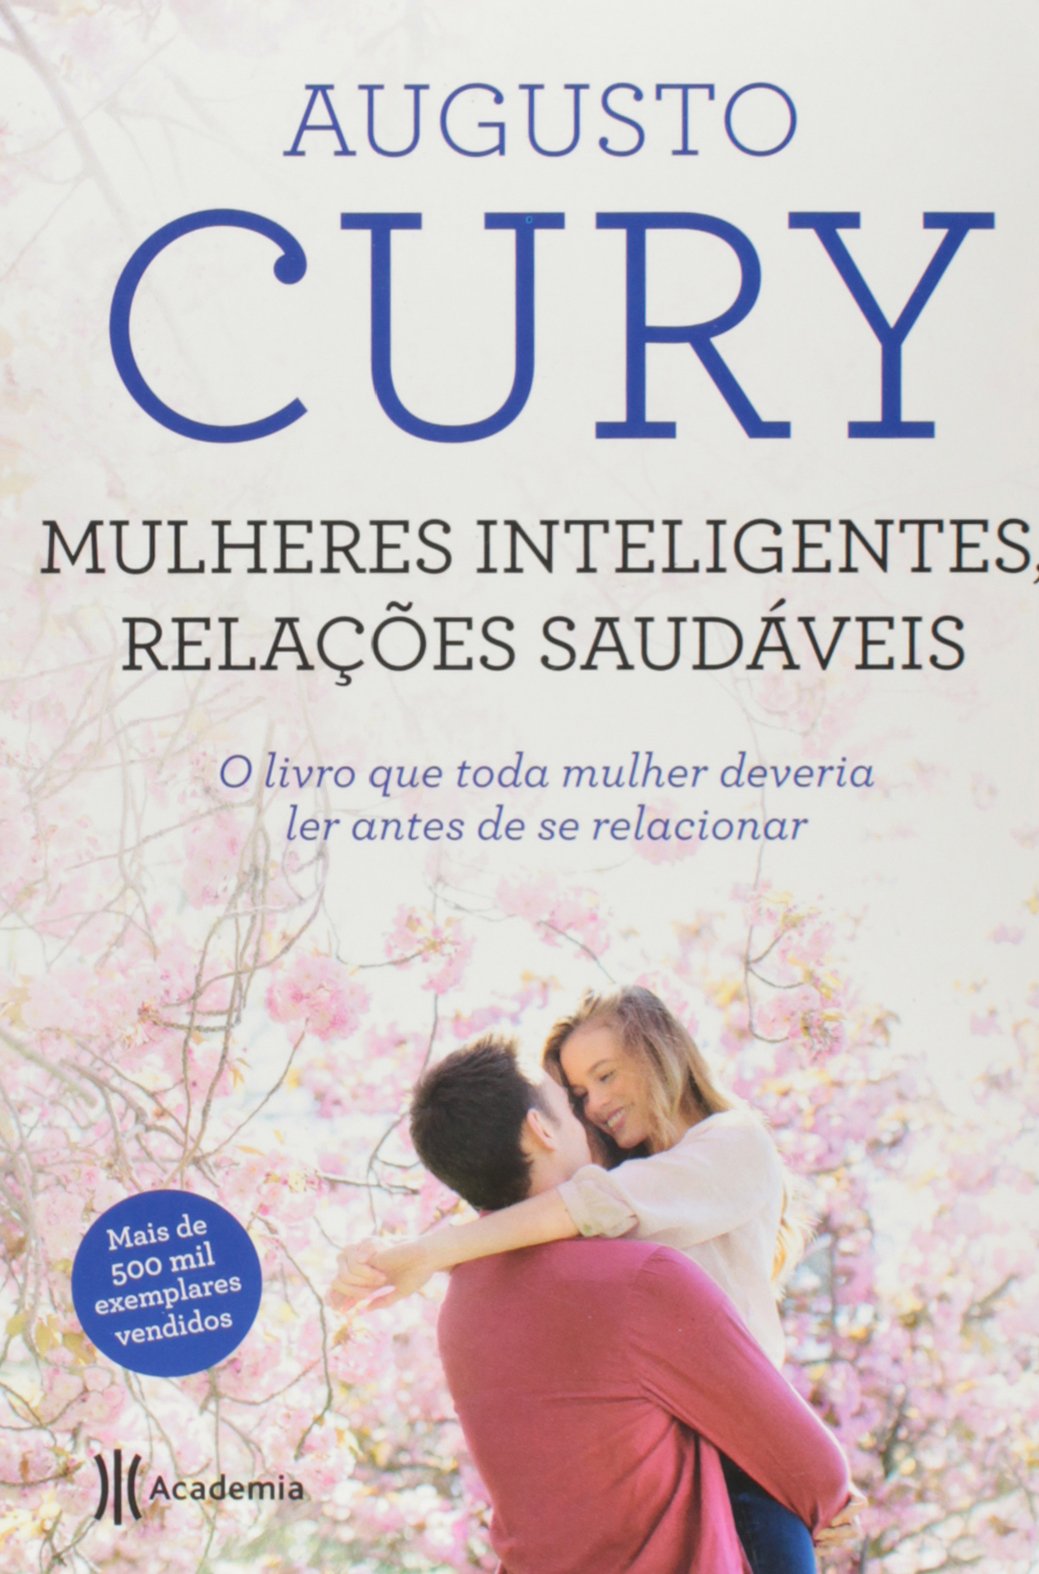 AUGUSTO
CURY
MULHERES INTELIGENTES,
RELAÇÕES SAUDÁVEIS
O livro que toda mulher deveria
ler antes de se relacionar
Mais de
500 mil
exemplares
vendidos
Academia